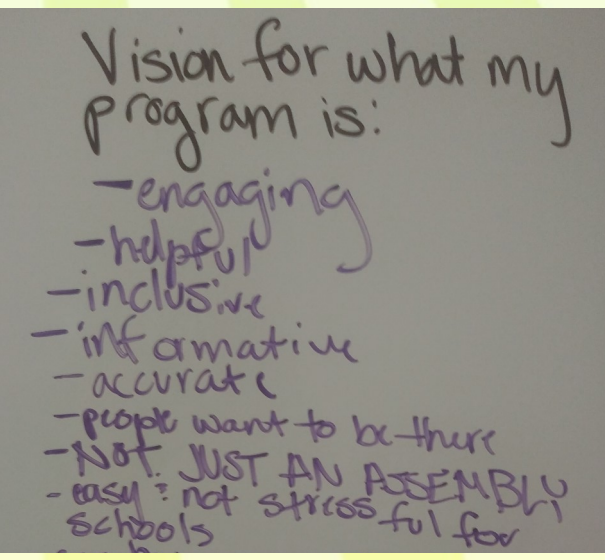 Vision for what my
program is:
- engaging
- helpful
- inclusive
- informative
- accurate
- people want to be there
- NOT JUST AN ASSEMBLY
- easy : not stressful for
schools